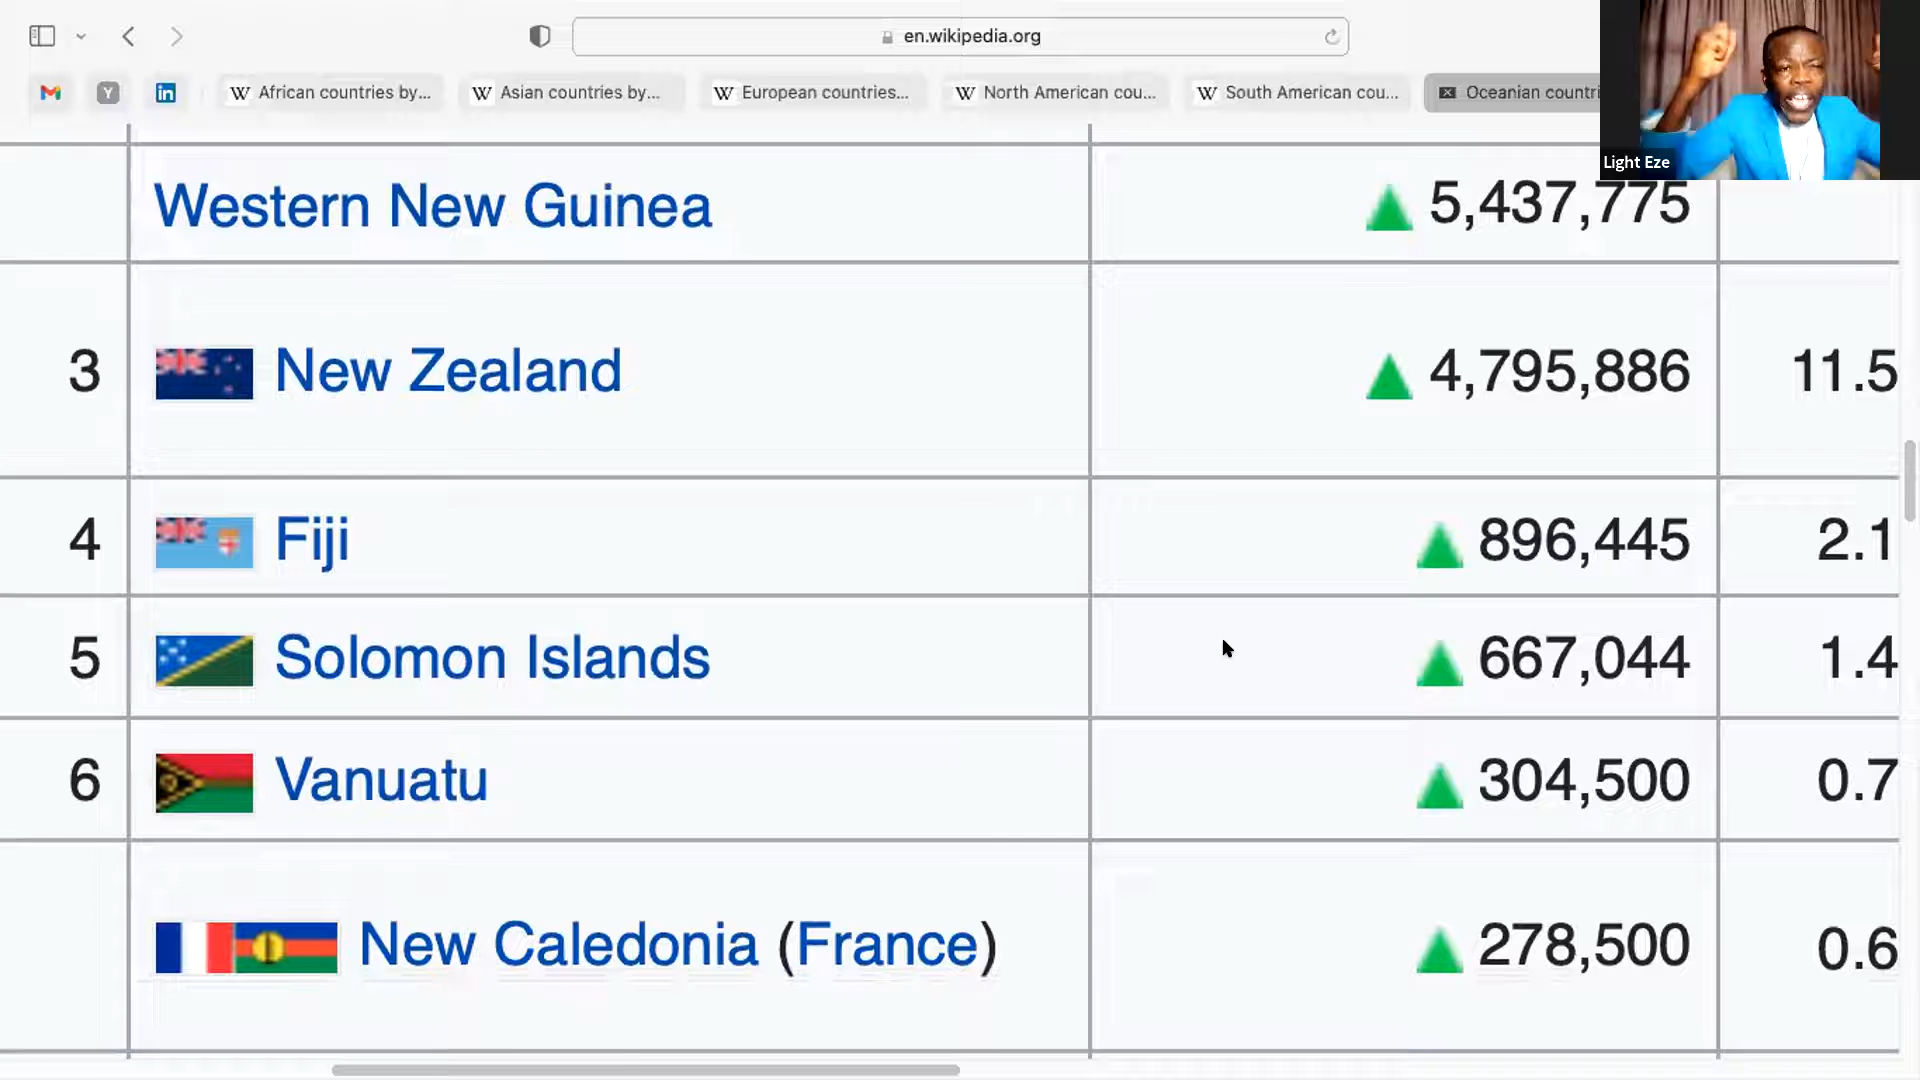 en.wikipedia.org
Y
in
W African countries by...
W Asian countries by...
W European countries...
W North American cou...
W South American cou...
Oceanian countri
Light Eze
Western New Guinea ▲ 5,437,775
3 New Zealand ▲ 4,795,886 11.5
4 Fiji ▲ 896,445 2.1
5 Solomon Islands ▲ 667,044 1.4
6 Vanuatu ▲ 304,500 0.7
New Caledonia (France) ▲ 278,500 0.6